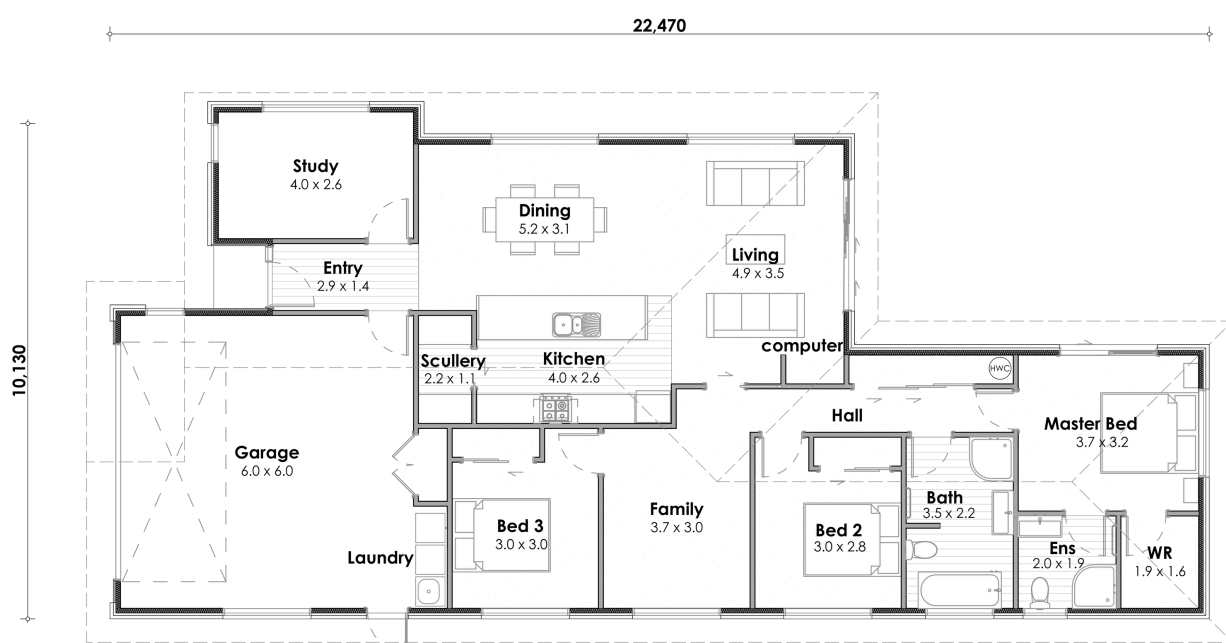 22,470
10,130
Study
4.0 x 2.6
Dining
5.2 x 3.1
Living
4.9 x 3.5
Entry
2.9 x 1.4
computer
Scullery
2.2 x 1.1
Kitchen
4.0 x 2.6
HWC
Hall
Master Bed
3.7 x 3.2
Garage
6.0 x 6.0
Family
3.7 x 3.0
Bath
3.5 x 2.2
Bed 3
3.0 x 3.0
Bed 2
3.0 x 2.8
Laundry
Ens
2.0 x 1.9
WR
1.9 x 1.6